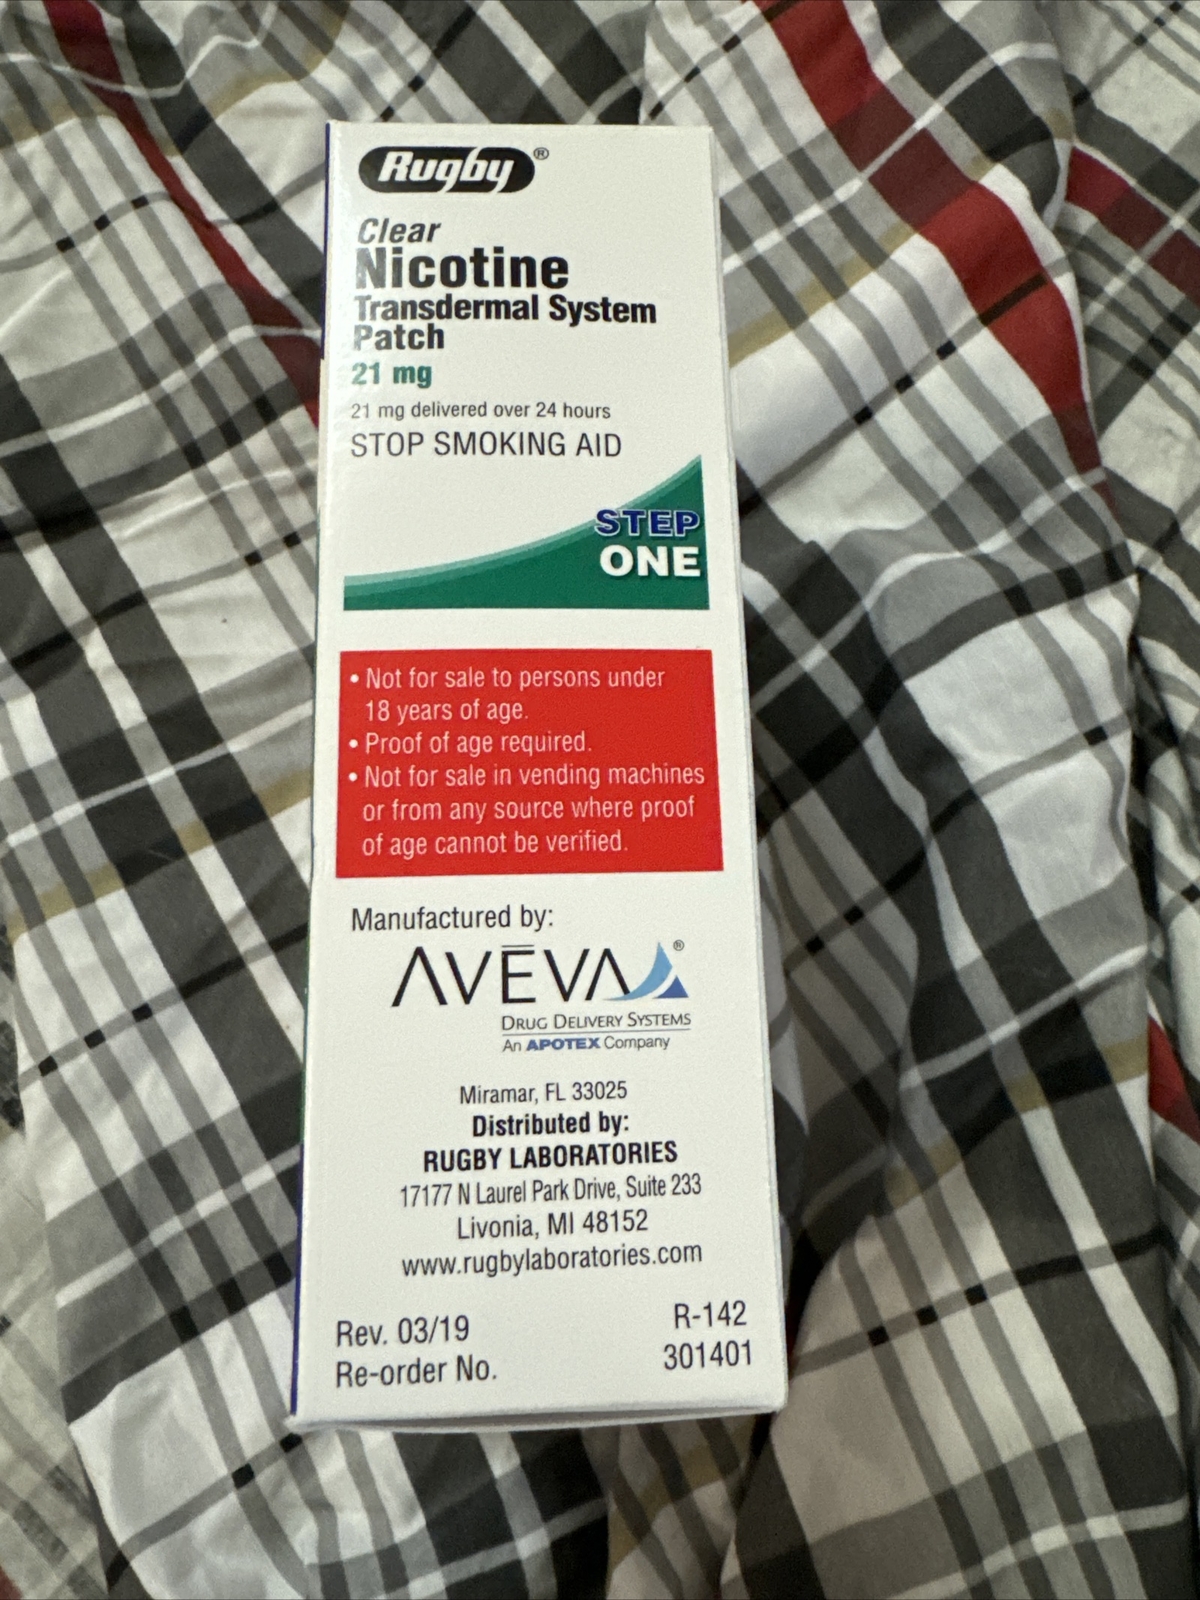 Rugby®
Clear
Nicotine
Transdermal System
Patch
21 mg
21 mg delivered over 24 hours
STOP SMOKING AID
STEP
ONE
• Not for sale to persons under
18 years of age.
• Proof of age required.
• Not for sale in vending machines
or from any source where proof
of age cannot be verified.
Manufactured by:
AVĒVA®
DRUG DELIVERY SYSTEMS
An APOTEX Company
Miramar, FL 33025
Distributed by:
RUGBY LABORATORIES
17177 N Laurel Park Drive, Suite 233
Livonia, MI 48152
www.rugbylaboratories.com
Rev. 03/19 R-142
Re-order No. 301401